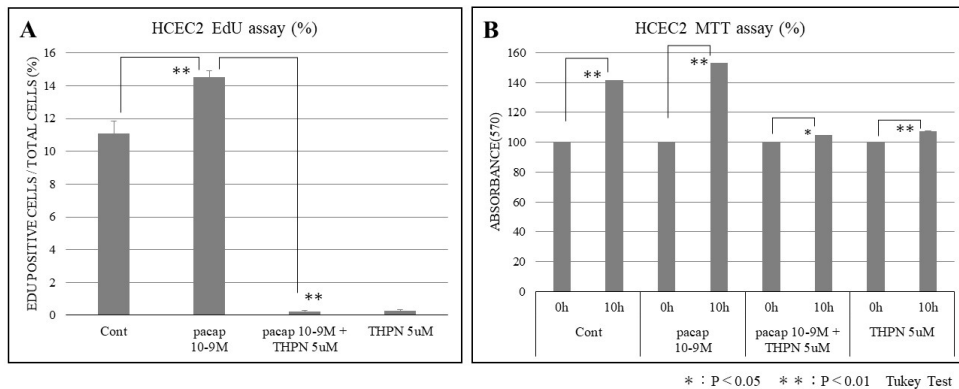 A
HCEC2 EdU assay (%)
EDU POSITIVE CELLS / TOTAL CELLS (%)
16
14
12
10
8
6
4
2
0
**
**
Cont
pacap
10-9M
pacap 10-9M +
THPN 5uM
THPN 5uM
B
HCEC2 MTT assay (%)
ABSORBANCE(570)
160
140
120
100
80
60
40
20
0
**
**
*
**
0h 10h 0h 10h 0h 10h 0h 10h
Cont
pacap
10-9M
pacap 10-9M +
THPN 5uM
THPN 5uM
* : P < 0.05 ** : P < 0.01 Tukey Test